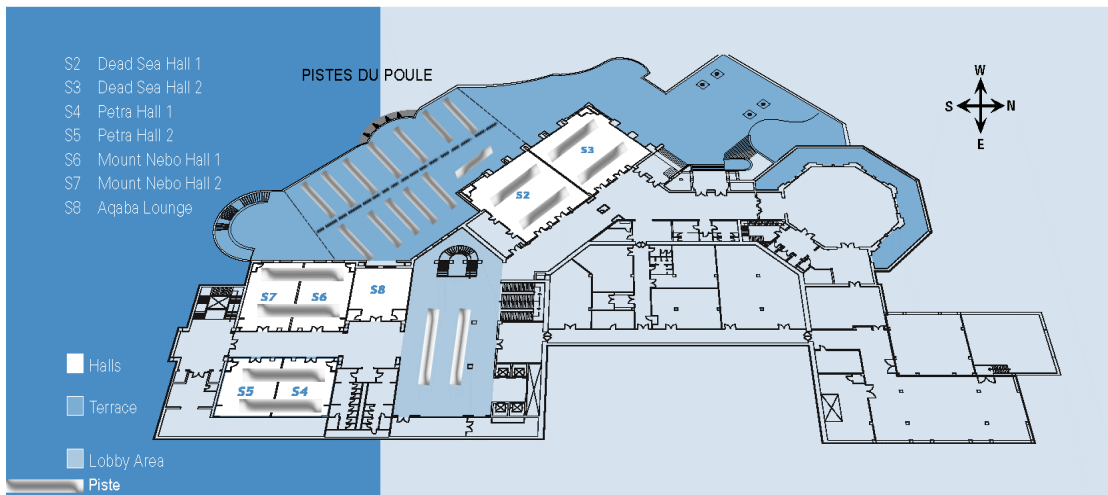 S2 Dead Sea Hall 1
S3 Dead Sea Hall 2
S4 Petra Hall 1
S5 Petra Hall 2
S6 Mount Nebo Hall 1
S7 Mount Nebo Hall 2
S8 Aqaba Lounge
PISTES DU POULE
W
S N
E
S3
S2
S7 S6 S8
S5 S4
Halls
Terrace
Lobby Area
Piste